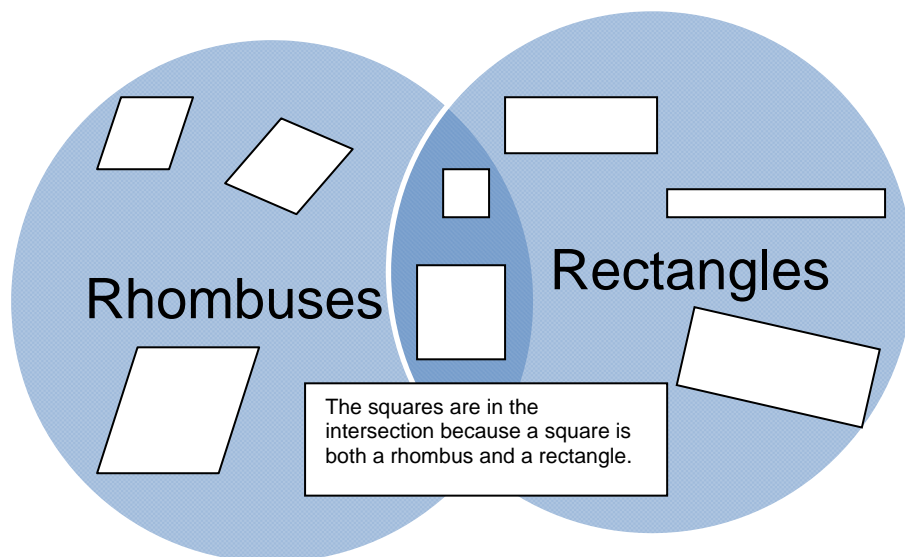 Rhombuses
Rectangles
The squares are in the
intersection because a square is
both a rhombus and a rectangle.